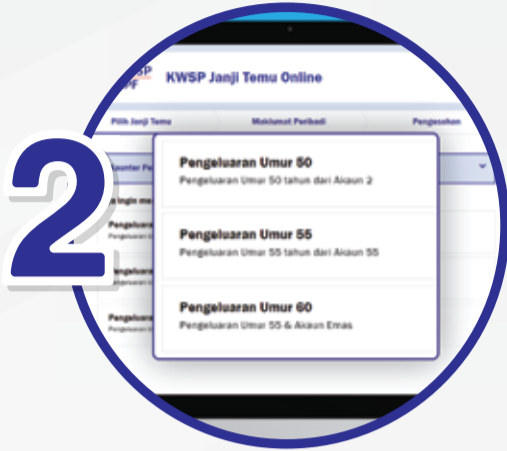 2
KWSP Janji Temu Online
Pilih Janji Temu
Maklumat Peribadi
Pengesahan
Pengeluaran Umur 50
Pengeluaran Umur 50 tahun dari Akaun 2
Pengeluaran Umur 55
Pengeluaran Umur 55 tahun dari Akaun 55
Pengeluaran Umur 60
Pengeluaran Umur 55 & Akaun Emas